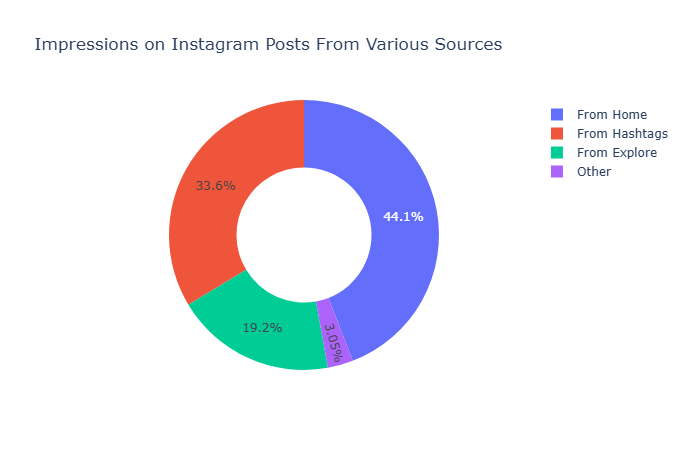 Impressions on Instagram Posts From Various Sources
From Home
From Hashtags
From Explore
Other
33.6%
44.1%
19.2%
3.05%